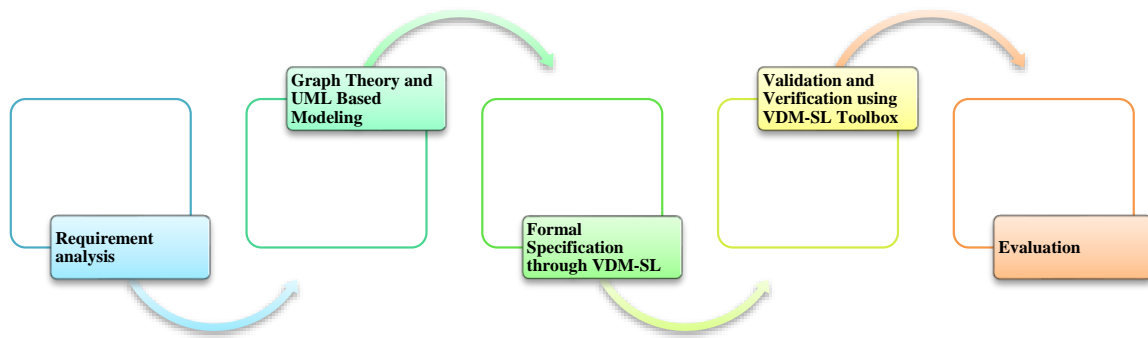 Requirement
analysis
Graph Theory and
UML Based
Modeling
Formal
Specification
through VDM-SL
Validation and
Verification using
VDM-SL Toolbox
Evaluation